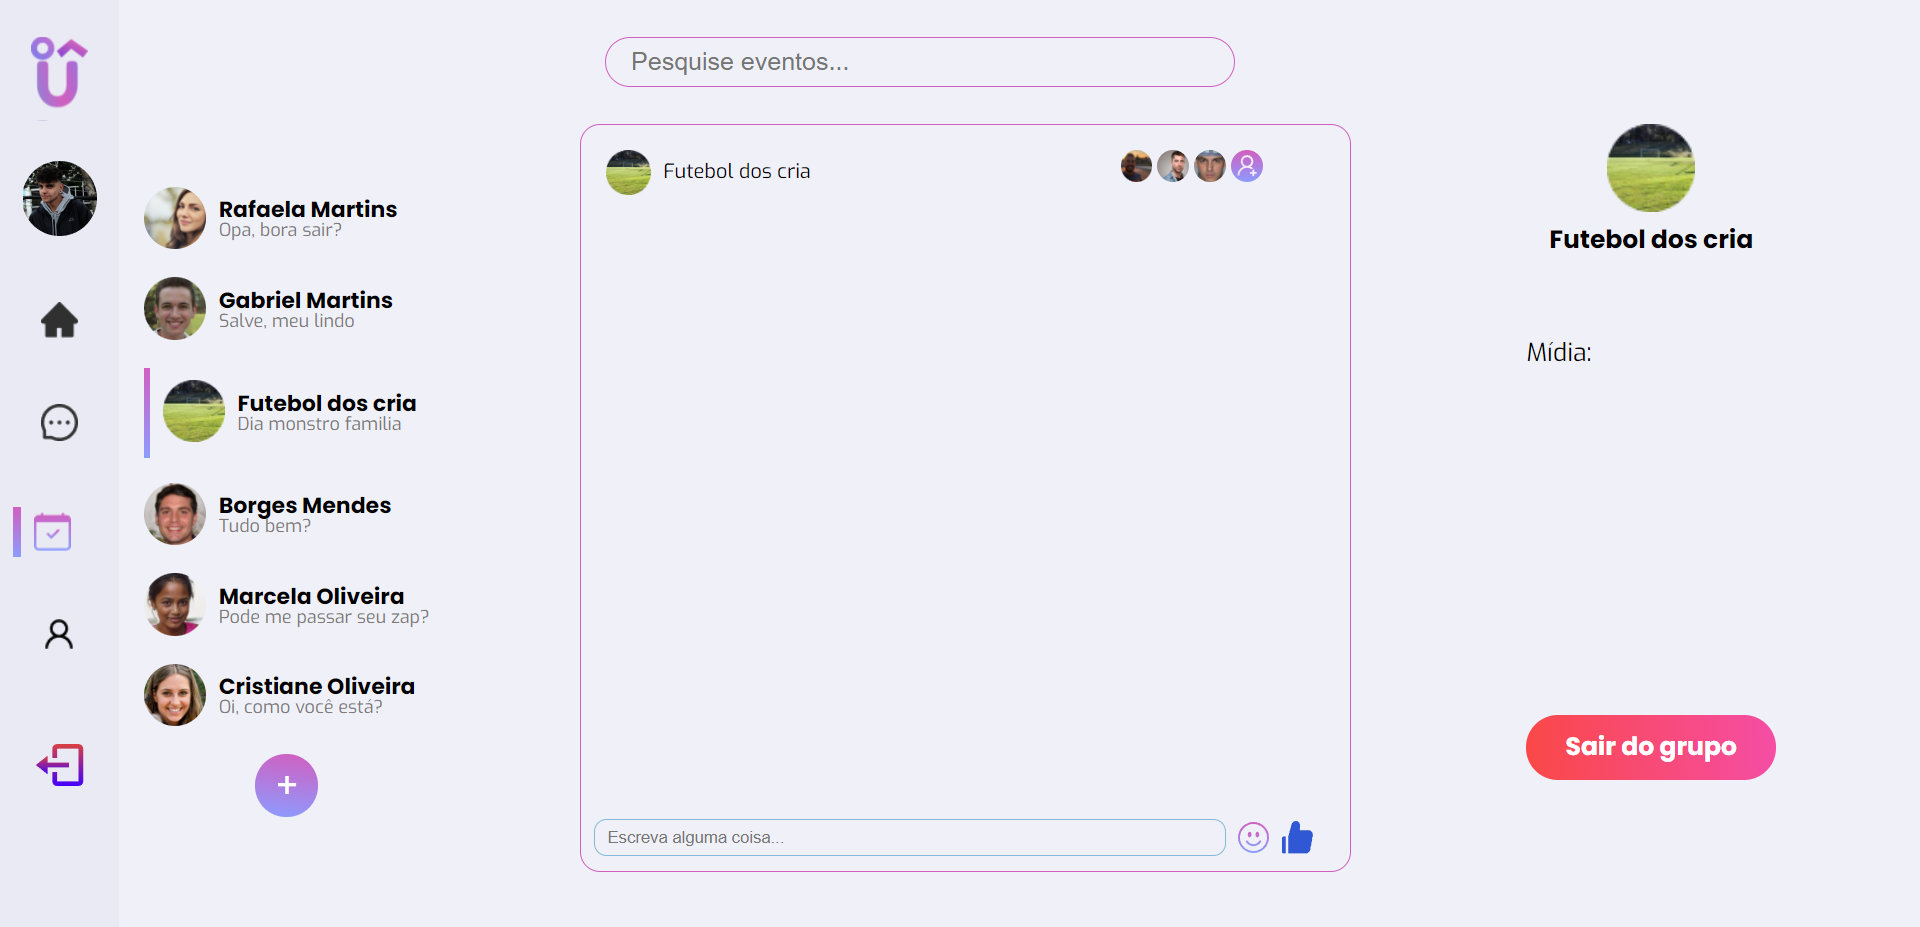 Pesquise eventos...
Rafaela Martins
Opa, bora sair?
Gabriel Martins
Salve, meu lindo
Futebol dos cria
Dia monstro familia
Borges Mendes
Tudo bem?
Marcela Oliveira
Pode me passar seu zap?
Cristiane Oliveira
Oi, como você está?
+
Futebol dos cria
Escreva alguma coisa...
Futebol dos cria
Mídia:
Sair do grupo